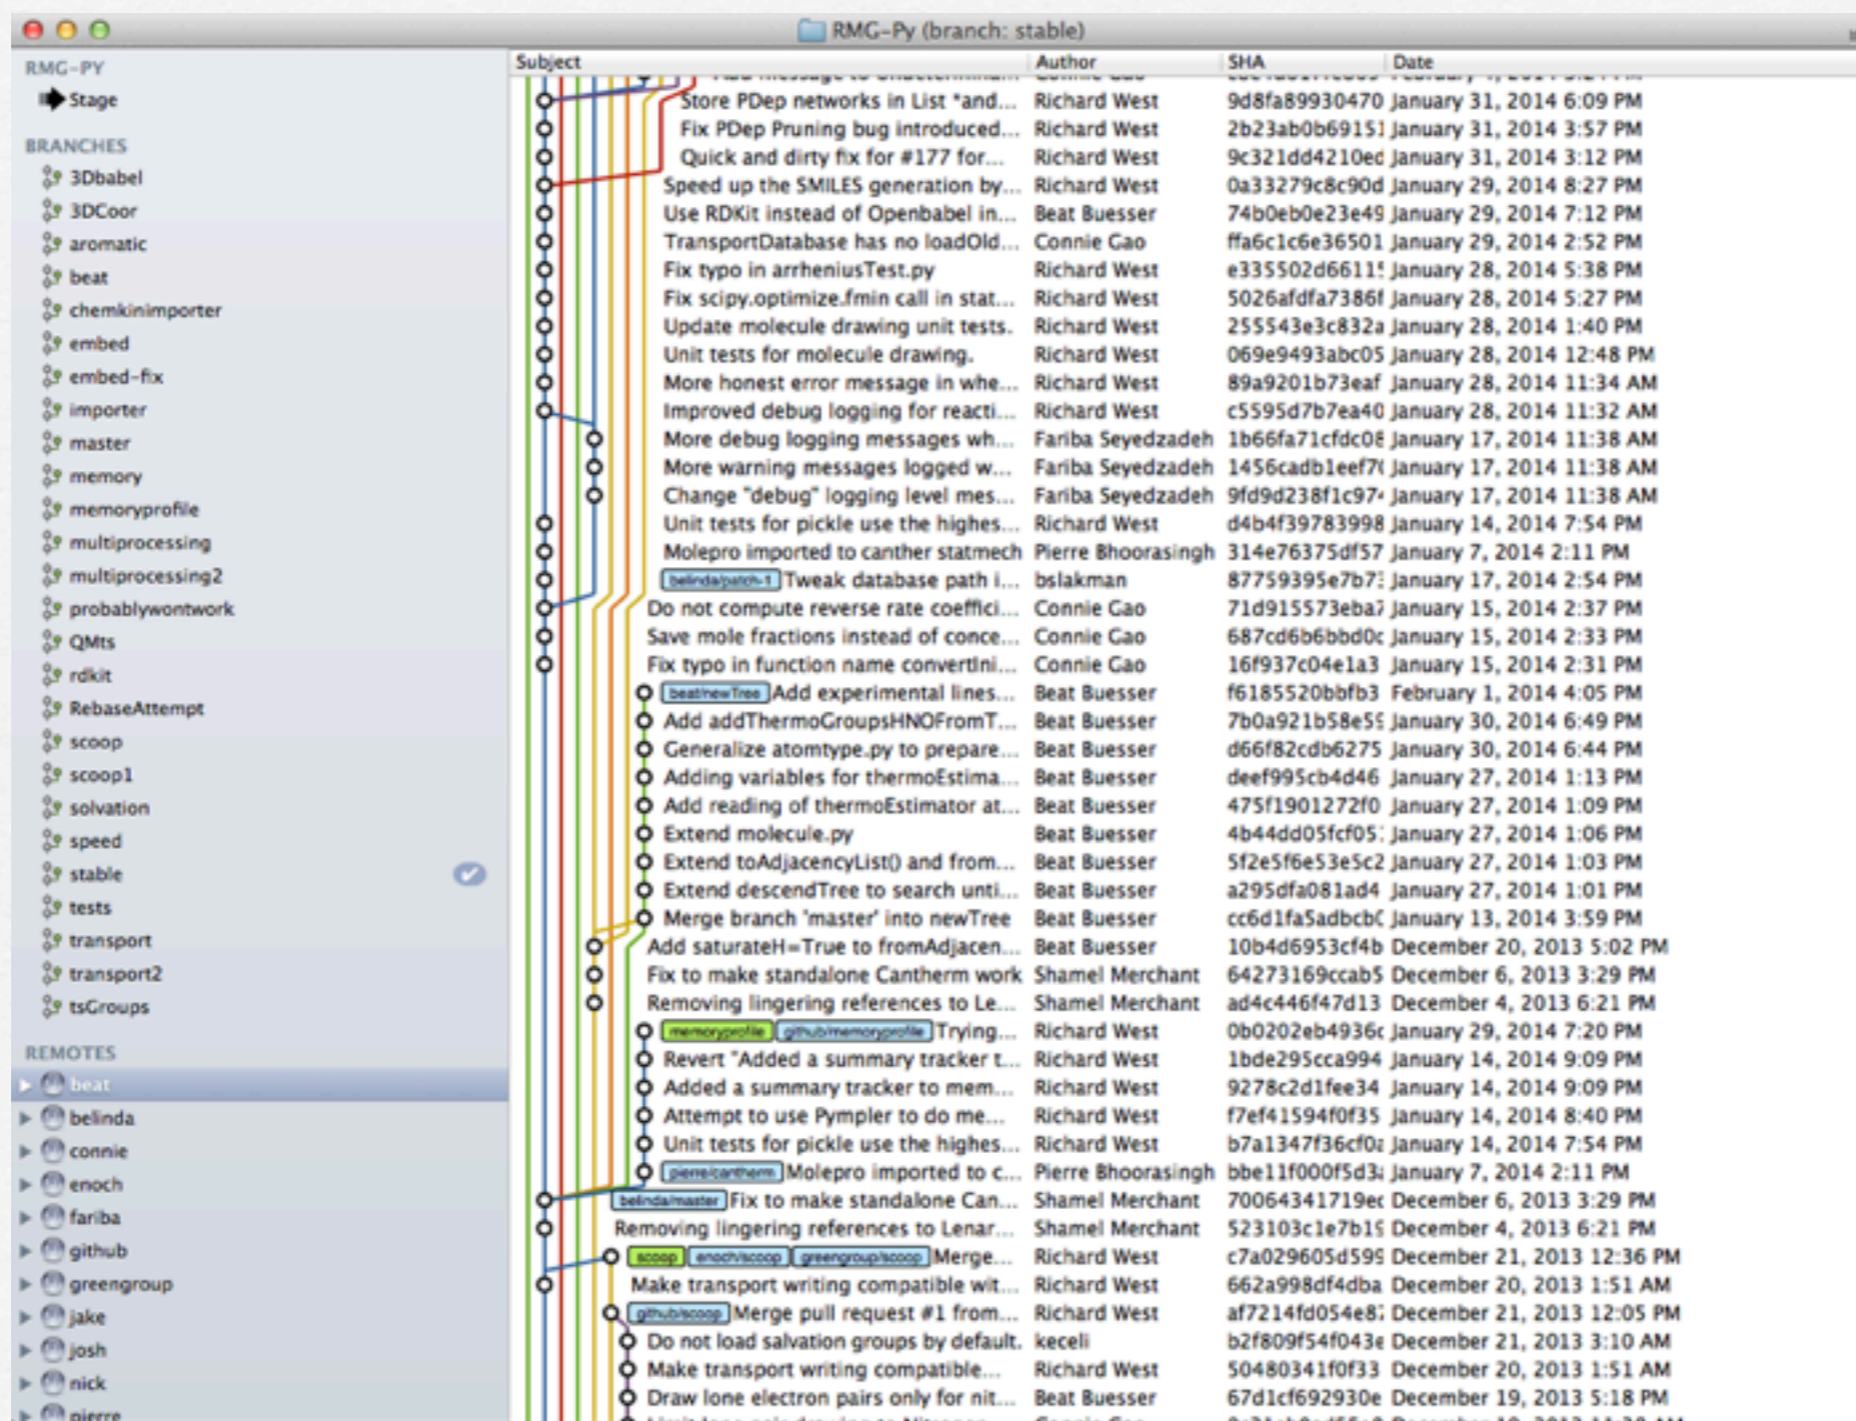 RMG-Py (branch: stable)
RMG-PY
Stage
BRANCHES
3Dbabel
3DCoor
aromatic
beat
chemkinimporter
embed
embed-fix
importer
master
memory
memoryprofile
multiprocessing
multiprocessing2
probablywontwork
QMts
rdkit
RebaseAttempt
scoop
scoop1
solvation
speed
stable
tests
transport
transport2
tsGroups
REMOTES
beat
belinda
connie
enoch
fariba
github
greengroup
jake
josh
nick
pierre
Subject Author SHA Date
Store PDep networks in List *and... Richard West 9d8fa89930470 January 31, 2014 6:09 PM
Fix PDep Pruning bug introduced... Richard West 2b23ab0b69151 January 31, 2014 3:57 PM
Quick and dirty fix for #177 for... Richard West 9c321dd4210ed January 31, 2014 3:12 PM
Speed up the SMILES generation by... Richard West 0a33279c8c90d January 29, 2014 8:27 PM
Use RDKit instead of Openbabel in... Beat Buesser 74b0eb0e23e49 January 29, 2014 7:12 PM
TransportDatabase has no loadOld... Connie Gao ffa6c1c6e36501 January 29, 2014 2:52 PM
Fix typo in arrheniusTest.py Richard West e335502d66115 January 28, 2014 5:38 PM
Fix scipy.optimize.fmin call in stat... Richard West 5026afdfa7386f January 28, 2014 5:27 PM
Update molecule drawing unit tests. Richard West 255543e3c832a January 28, 2014 1:40 PM
Unit tests for molecule drawing. Richard West 069e9493abc05 January 28, 2014 12:48 PM
More honest error message in whe... Richard West 89a9201b73eaf January 28, 2014 11:34 AM
Improved debug logging for reacti... Richard West c5595d7b7ea40 January 28, 2014 11:32 AM
More debug logging messages wh... Fariba Seyedzadeh 1b66fa71cfdc08 January 17, 2014 11:38 AM
More warning messages logged w... Fariba Seyedzadeh 1456cadb1eef70 January 17, 2014 11:38 AM
Change "debug" logging level mes... Fariba Seyedzadeh 9fd9d238f1c97 January 17, 2014 11:38 AM
Unit tests for pickle use the highes... Richard West d4b4f39783998 January 14, 2014 7:54 PM
Molepro imported to canther statmech Pierre Bhoorasingh 314e76375df57 January 7, 2014 2:11 PM
belinda/patch-1 Tweak database path i... bslakman 87759395e7b73 January 17, 2014 2:54 PM
Do not compute reverse rate coeffici... Connie Gao 71d915573eba7 January 15, 2014 2:37 PM
Save mole fractions instead of conce... Connie Gao 687cd6b6bbd0c January 15, 2014 2:33 PM
Fix typo in function name convertIni... Connie Gao 16f937c04e1a3 January 15, 2014 2:31 PM
beat/newTree Add experimental lines... Beat Buesser f6185520bbfb3 February 1, 2014 4:05 PM
Add addThermoGroupsHNOFromT... Beat Buesser 7b0a921b58e59 January 30, 2014 6:49 PM
Generalize atomtype.py to prepare... Beat Buesser d66f82cdb6275 January 30, 2014 6:44 PM
Adding variables for thermoEstima... Beat Buesser deef995cb4d46 January 27, 2014 1:13 PM
Add reading of thermoEstimator at... Beat Buesser 475f1901272f0 January 27, 2014 1:09 PM
Extend molecule.py Beat Buesser 4b44dd05fcf05 January 27, 2014 1:06 PM
Extend toAdjacencyList() and from... Beat Buesser 5f2e5f6e53e5c2 January 27, 2014 1:03 PM
Extend descendTree to search unti... Beat Buesser a295dfa081ad4 January 27, 2014 1:01 PM
Merge branch 'master' into newTree Beat Buesser cc6d1fa5adbcb0 January 13, 2014 3:59 PM
Add saturateH=True to fromAdjacen... Beat Buesser 10b4d6953cf4b December 20, 2013 5:02 PM
Fix to make standalone Cantherm work Shamel Merchant 64273169ccab5 December 6, 2013 3:29 PM
Removing lingering references to Le... Shamel Merchant ad4c446f47d13 December 4, 2013 6:21 PM
memoryprofile github/memoryprofile Trying... Richard West 0b0202eb4936c January 29, 2014 7:20 PM
Revert "Added a summary tracker t... Richard West 1bde295cca994 January 14, 2014 9:09 PM
Added a summary tracker to mem... Richard West 9278c2d1fee34 January 14, 2014 9:09 PM
Attempt to use Pympler to do me... Richard West f7ef41594f0f35 January 14, 2014 8:40 PM
Unit tests for pickle use the highes... Richard West b7a1347f36cf0a January 14, 2014 7:54 PM
pierre/cantherm Molepro imported to c... Pierre Bhoorasingh bbe11f000f5d3 January 7, 2014 2:11 PM
belinda/master Fix to make standalone Can... Shamel Merchant 70064341719ec December 6, 2013 3:29 PM
Removing lingering references to Lenar... Shamel Merchant 523103c1e7b19 December 4, 2013 6:21 PM
scoop enoch/scoop greengroup/scoop Merge... Richard West c7a029605d599 December 21, 2013 12:36 PM
Make transport writing compatible wit... Richard West 662a998df4dba December 20, 2013 1:51 AM
github/scoop Merge pull request #1 from... Richard West af7214fd054e8 December 21, 2013 12:05 PM
Do not load salvation groups by default. keceli b2f809f54f043e December 21, 2013 3:10 AM
Make transport writing compatible... Richard West 50480341f0f33 December 20, 2013 1:51 AM
Draw lone electron pairs only for nit... Beat Buesser 67d1cf692930e December 19, 2013 5:18 PM